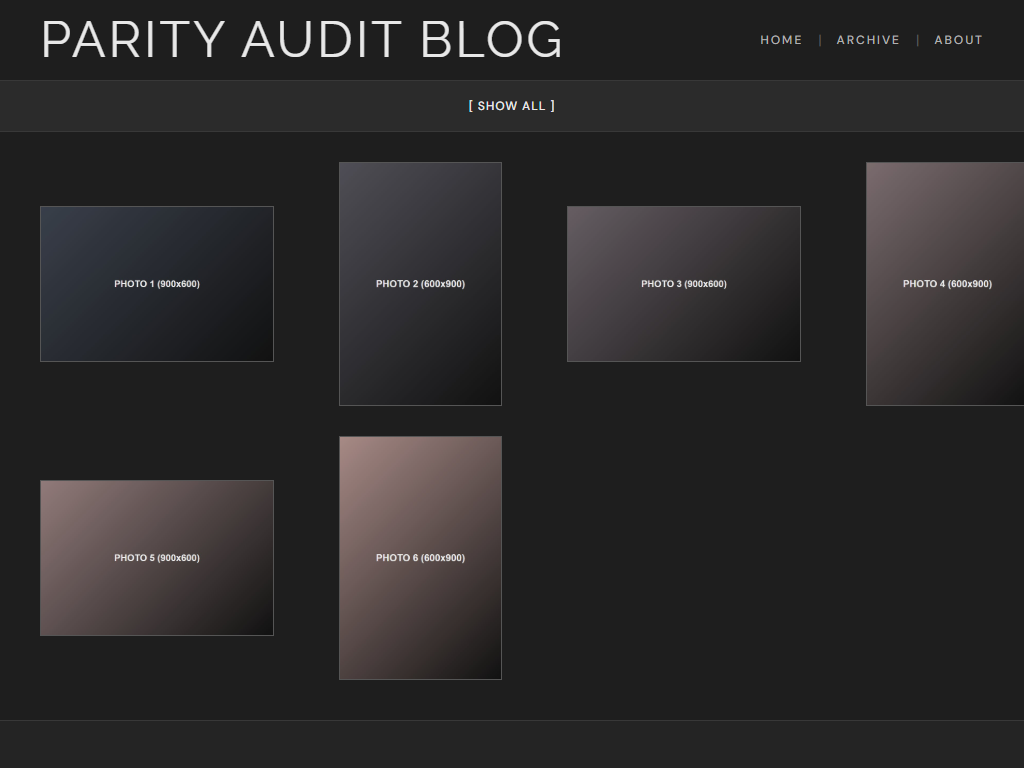 PARITY AUDIT BLOG
HOME | ARCHIVE | ABOUT
[ SHOW ALL ]
PHOTO 1 (900x600)
PHOTO 2 (600x900)
PHOTO 3 (900x600)
PHOTO 4 (600x900)
PHOTO 5 (900x600)
PHOTO 6 (600x900)